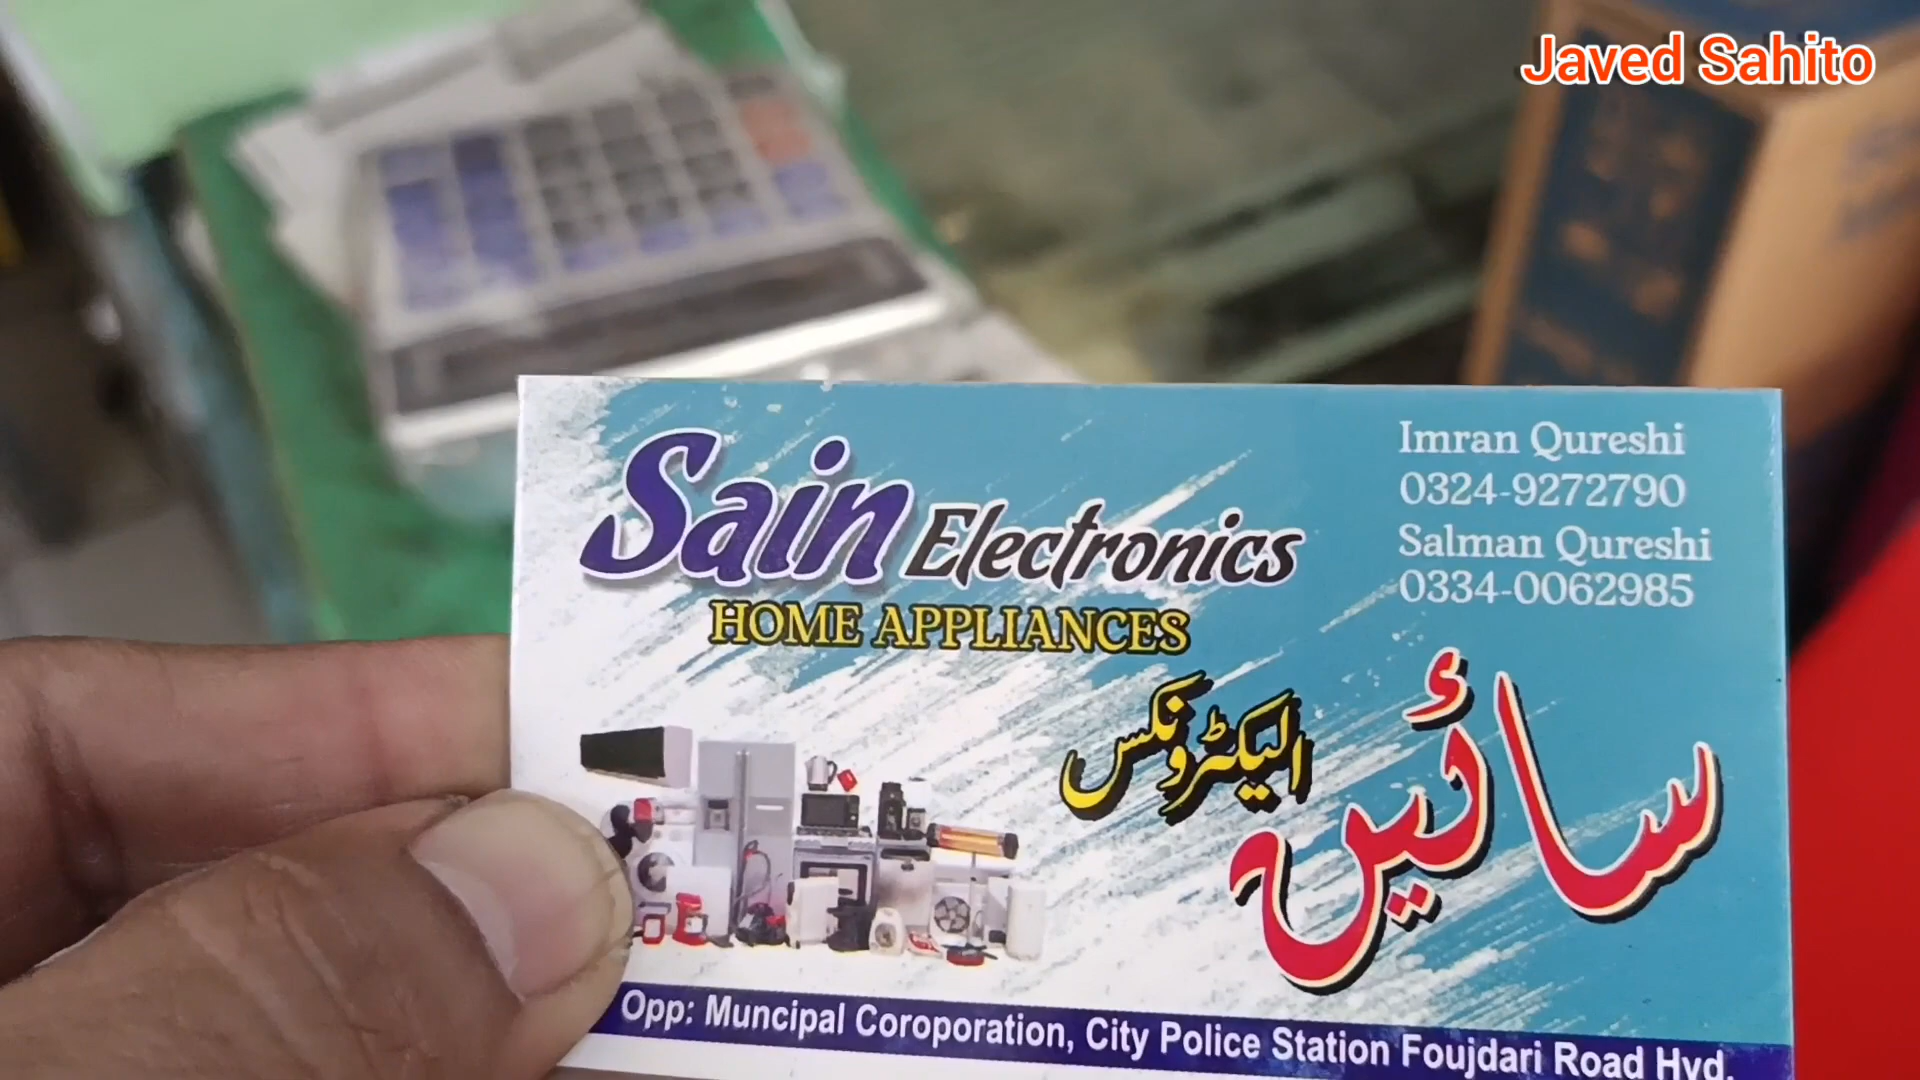 Javed Sahito
Imran Qureshi
0324-9272790
Salman Qureshi
0334-0062985
Sain Electronics
HOME APPLIANCES
سائیں الیکٹرونکس
Opp: Muncipal Coroporation, City Police Station Foujdari Road Hyd.